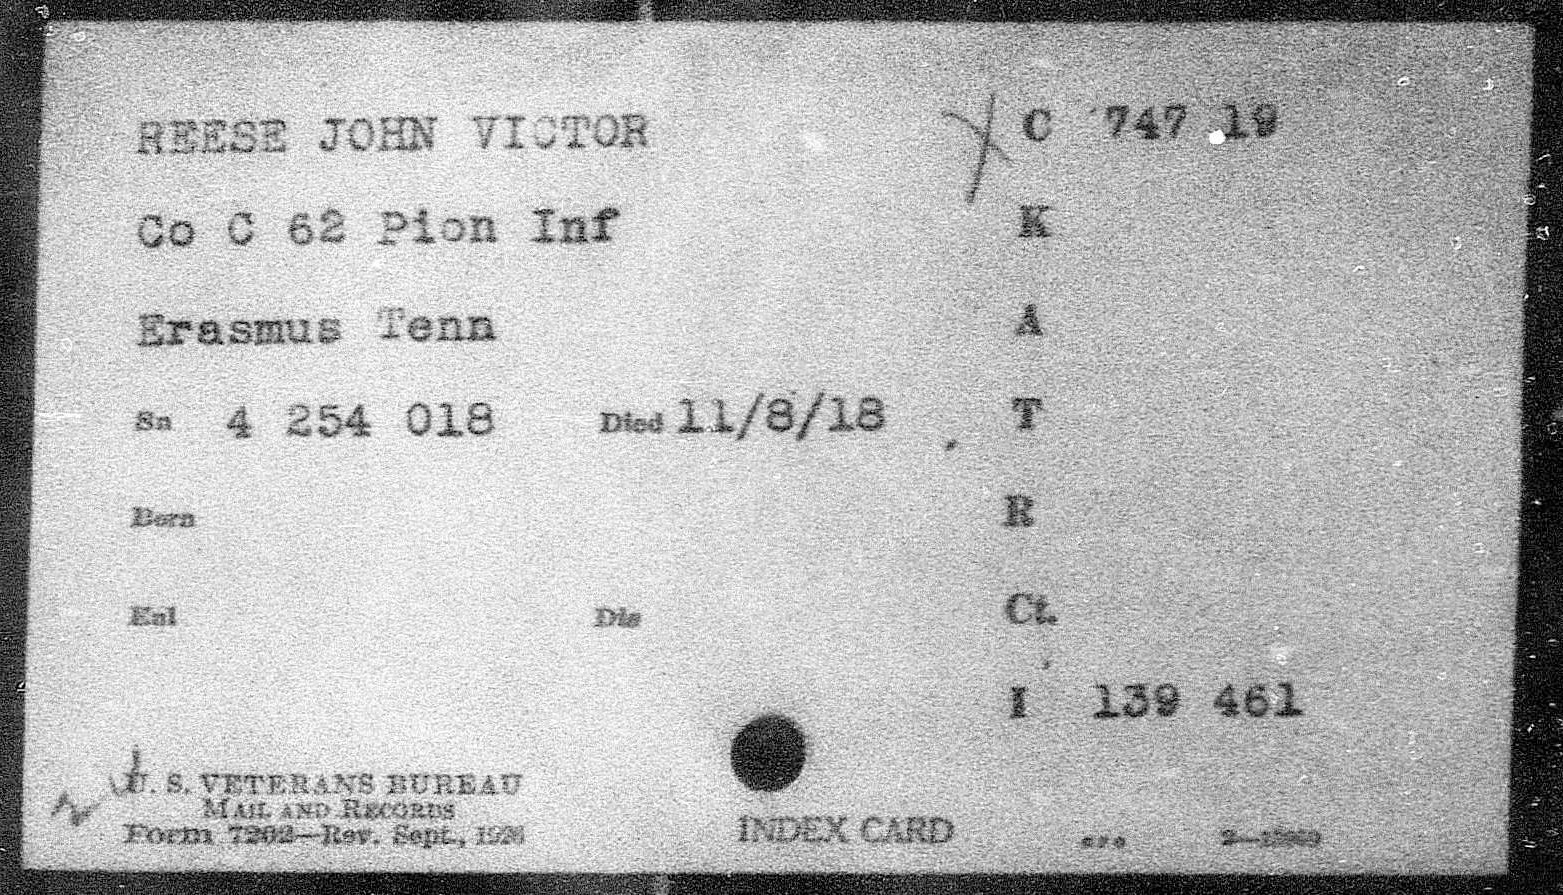 REESE JOHN VICTOR C 747 19
Co C 62 Pion Inf K
Erasmus Tenn A
Sn 4 254 018 Died 11/8/18 T
Born R
Enl Dis Ct.
I 139 461
U. S. VETERANS BUREAU
MAIL AND RECORDS
Form 7202—Rev. Sept., 1926
INDEX CARD GPO